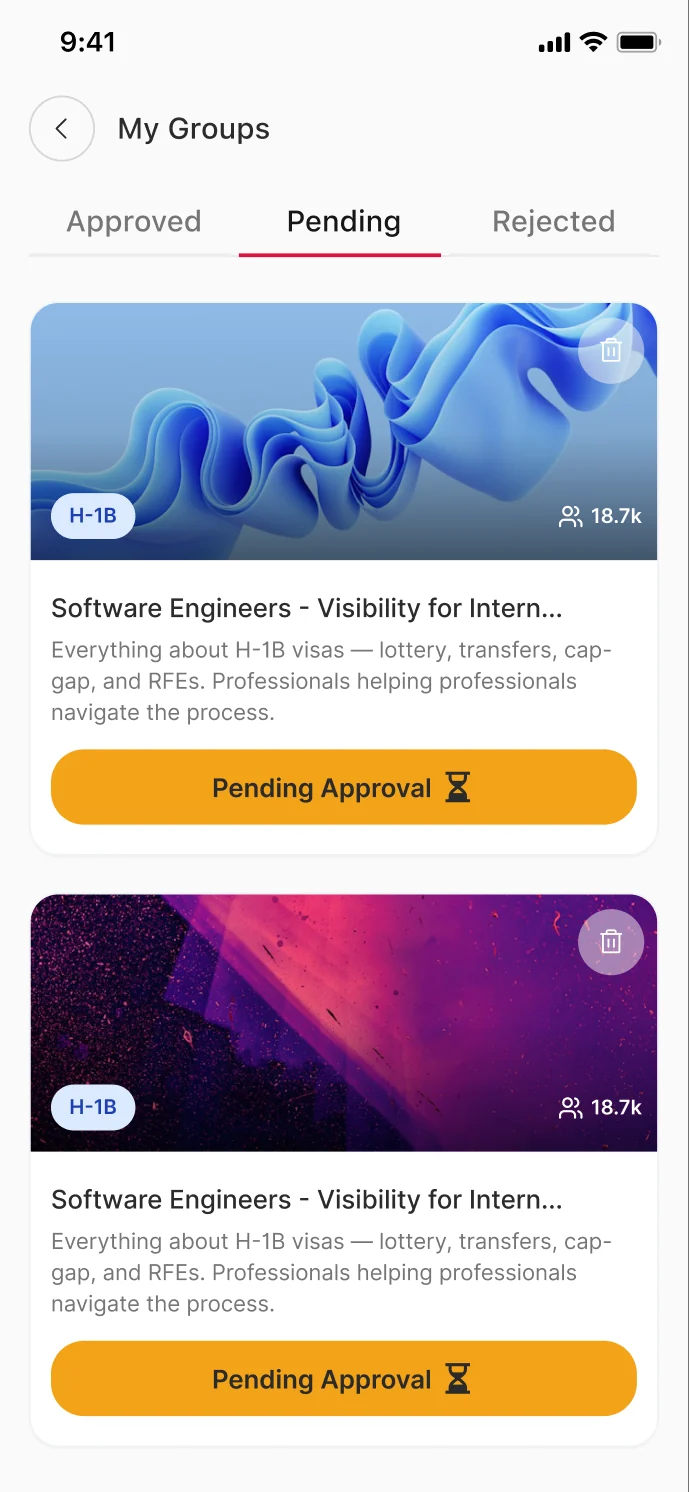 9:41
My Groups
Approved Pending Rejected
H-1B 18.7k
Software Engineers - Visibility for Intern...
Everything about H-1B visas — lottery, transfers, cap-
gap, and RFEs. Professionals helping professionals
navigate the process.
Pending Approval
H-1B 18.7k
Software Engineers - Visibility for Intern...
Everything about H-1B visas — lottery, transfers, cap-
gap, and RFEs. Professionals helping professionals
navigate the process.
Pending Approval